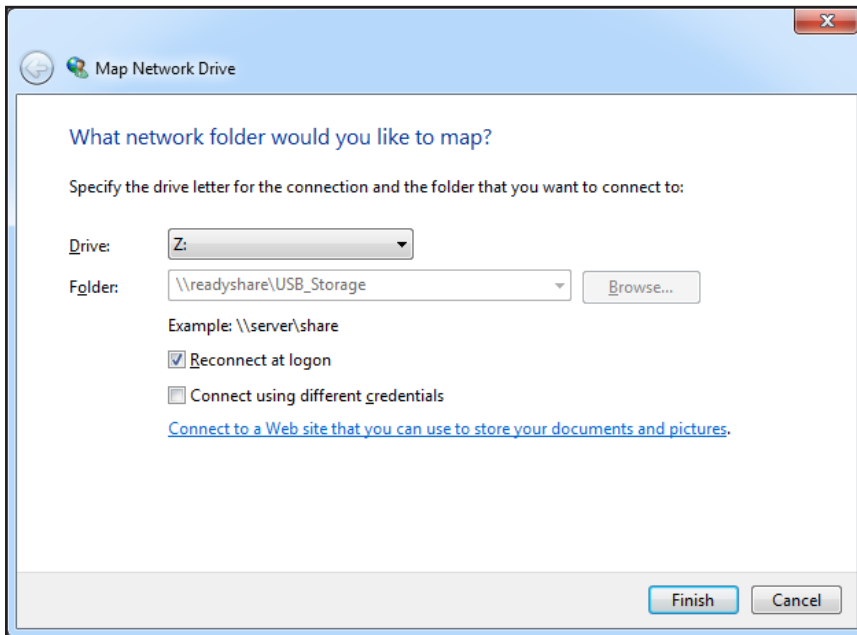 Map Network Drive
What network folder would you like to map?
Specify the drive letter for the connection and the folder that you want to connect to:
Drive: Z:
Folder: \\readyshare\USB_Storage Browse...
Example: \\server\share
Reconnect at logon
Connect using different credentials
Connect to a Web site that you can use to store your documents and pictures.
Finish Cancel